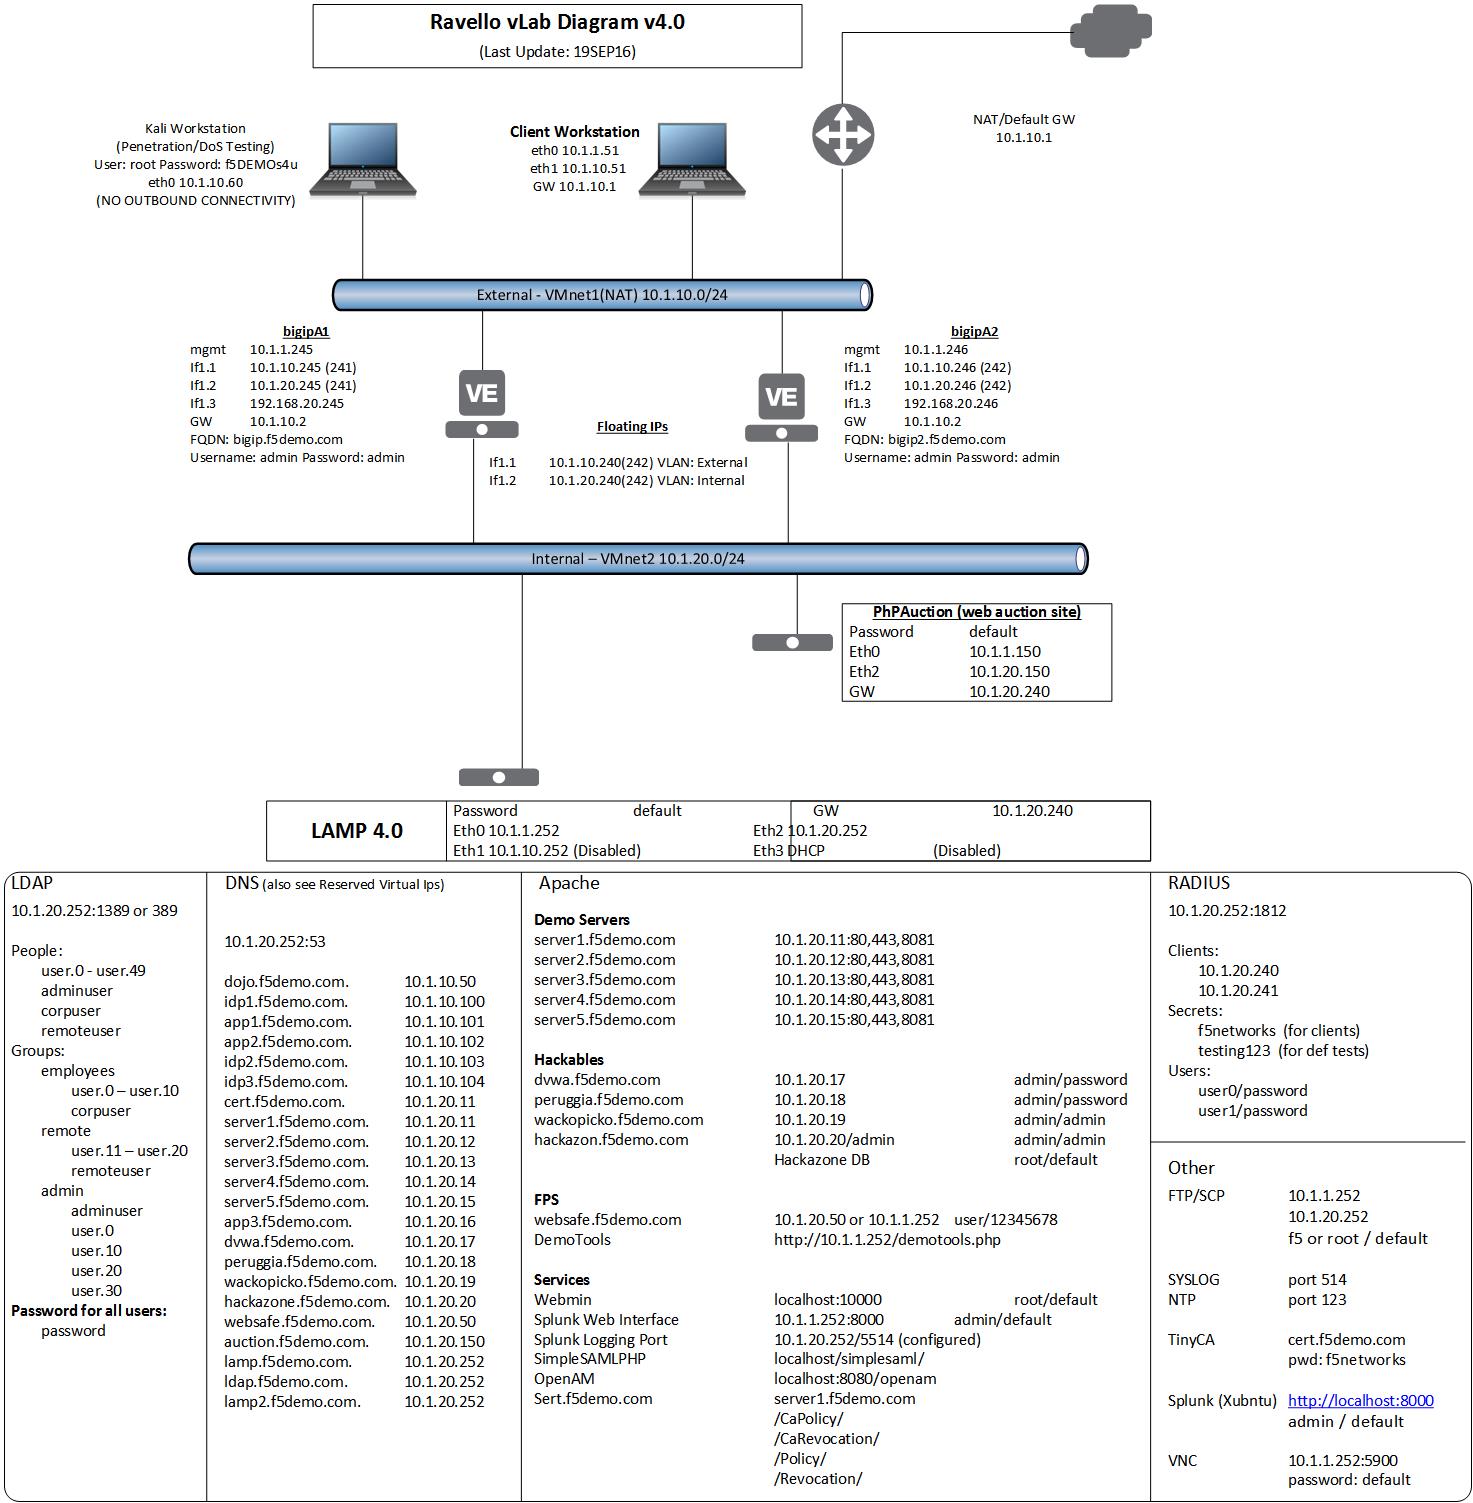 Ravello vLab Diagram v4.0
(Last Update: 19SEP16)
Kali Workstation
(Penetration/DoS Testing)
User: root Password: f5DEMOs4u
eth0 10.1.10.60
(NO OUTBOUND CONNECTIVITY)
Client Workstation
eth0 10.1.1.51
eth1 10.1.10.51
GW 10.1.10.1
NAT/Default GW
10.1.10.1
External - VMnet1(NAT) 10.1.10.0/24
bigipA1
mgmt 10.1.1.245
If1.1 10.1.10.245 (241)
If1.2 10.1.20.245 (241)
If1.3 192.168.20.245
GW 10.1.10.2
FQDN: bigip.f5demo.com
Username: admin Password: admin
VE
VE
Floating IPs
If1.1 10.1.10.240(242) VLAN: External
If1.2 10.1.20.240(242) VLAN: Internal
bigipA2
mgmt 10.1.1.246
If1.1 10.1.10.246 (242)
If1.2 10.1.20.246 (242)
If1.3 192.168.20.246
GW 10.1.10.2
FQDN: bigip2.f5demo.com
Username: admin Password: admin
Internal – VMnet2 10.1.20.0/24
PhPAuction (web auction site)
Password default
Eth0 10.1.1.150
Eth2 10.1.20.150
GW 10.1.20.240
LAMP 4.0
Password default GW 10.1.20.240
Eth0 10.1.1.252 Eth2 10.1.20.252
Eth1 10.1.10.252 (Disabled) Eth3 DHCP (Disabled)
LDAP
10.1.20.252:1389 or 389
People:
user.0 - user.49
adminuser
corpuser
remoteuser
Groups:
employees
user.0 – user.10
corpuser
remote
user.11 – user.20
remoteuser
admin
adminuser
user.0
user.10
user.20
user.30
Password for all users:
password
DNS (also see Reserved Virtual Ips)
10.1.20.252:53
dojo.f5demo.com. 10.1.10.50
idp1.f5demo.com. 10.1.10.100
app1.f5demo.com. 10.1.10.101
app2.f5demo.com. 10.1.10.102
idp2.f5demo.com. 10.1.10.103
idp3.f5demo.com. 10.1.10.104
cert.f5demo.com. 10.1.20.11
server1.f5demo.com. 10.1.20.11
server2.f5demo.com. 10.1.20.12
server3.f5demo.com. 10.1.20.13
server4.f5demo.com. 10.1.20.14
server5.f5demo.com. 10.1.20.15
app3.f5demo.com. 10.1.20.16
dvwa.f5demo.com. 10.1.20.17
peruggia.f5demo.com. 10.1.20.18
wackopicko.f5demo.com. 10.1.20.19
hackazone.f5demo.com. 10.1.20.20
websafe.f5demo.com. 10.1.20.50
auction.f5demo.com. 10.1.20.150
lamp.f5demo.com. 10.1.20.252
ldap.f5demo.com. 10.1.20.252
lamp2.f5demo.com. 10.1.20.252
Apache
Demo Servers
server1.f5demo.com 10.1.20.11:80,443,8081
server2.f5demo.com 10.1.20.12:80,443,8081
server3.f5demo.com 10.1.20.13:80,443,8081
server4.f5demo.com 10.1.20.14:80,443,8081
server5.f5demo.com 10.1.20.15:80,443,8081
Hackables
dvwa.f5demo.com 10.1.20.17 admin/password
peruggia.f5demo.com 10.1.20.18 admin/password
wackopicko.f5demo.com 10.1.20.19 admin/admin
hackazon.f5demo.com 10.1.20.20/admin admin/admin
Hackazone DB root/default
FPS
websafe.f5demo.com 10.1.20.50 or 10.1.1.252 user/12345678
DemoTools http://10.1.1.252/demotools.php
Services
Webmin localhost:10000 root/default
Splunk Web Interface 10.1.1.252:8000 admin/default
Splunk Logging Port 10.1.20.252/5514 (configured)
SimpleSAMLPHP localhost/simplesaml/
OpenAM localhost:8080/openam
Sert.f5demo.com server1.f5demo.com
/CaPolicy/
/CaRevocation/
/Policy/
/Revocation/
RADIUS
10.1.20.252:1812
Clients:
10.1.20.240
10.1.20.241
Secrets:
f5networks (for clients)
testing123 (for def tests)
Users:
user0/password
user1/password
Other
FTP/SCP 10.1.1.252
10.1.20.252
f5 or root / default
SYSLOG port 514
NTP port 123
TinyCA cert.f5demo.com
pwd: f5networks
Splunk (Xubntu) http://localhost:8000
admin / default
VNC 10.1.1.252:5900
password: default